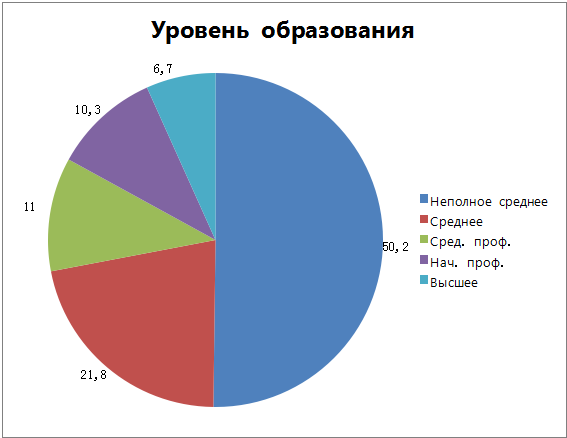 Уровень образования
6,7
10,3
11
50,2
21,8
Неполное среднее
Среднее
Сред. проф.
Нач. проф.
Высшее